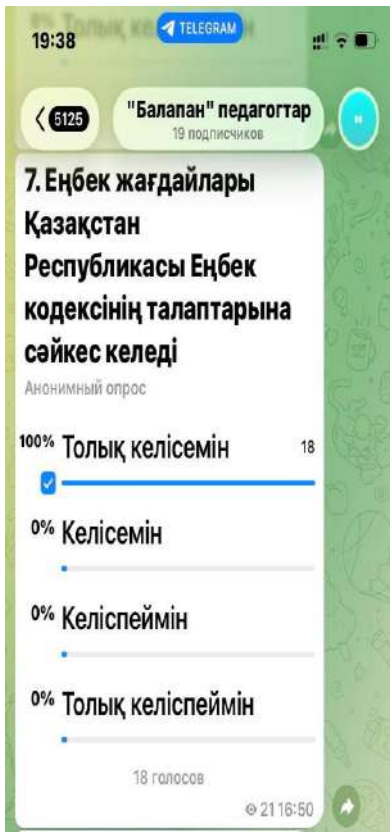 19:38
TELEGRAM
5125
"Балапан" педагогтар
19 подписчиков
7. Еңбек жағдайлары
Қазақстан
Республикасы Еңбек
кодексінің талаптарына
сәйкес келеді
Анонимный опрос
100% Толық келісемін 18
0% Келісемін
0% Келіспеймін
0% Толық келіспеймін
18 голосов
21 16:50